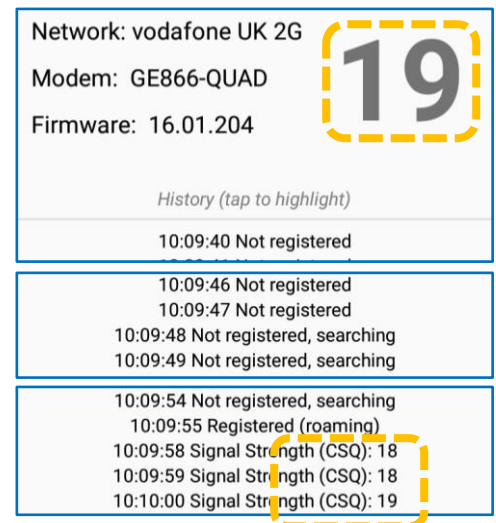 Network: vodafone UK 2G
19
Modem: GE866-QUAD
Firmware: 16.01.204
History (tap to highlight)
10:09:40 Not registered
10:09:46 Not registered
10:09:47 Not registered
10:09:48 Not registered, searching
10:09:49 Not registered, searching
10:09:54 Not registered, searching
10:09:55 Registered (roaming)
10:09:58 Signal Strength (CSQ): 18
10:09:59 Signal Strength (CSQ): 18
10:10:00 Signal Strength (CSQ): 19